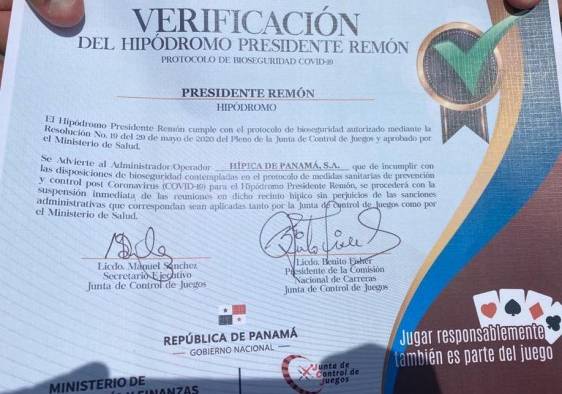 VERIFICACIÓN
DEL HIPÓDROMO PRESIDENTE REMÓN
PROTOCOLO DE BIOSEGURIDAD COVID-19
PRESIDENTE REMÓN
HIPÓDROMO
El Hipódromo Presidente Remón cumple con el protocolo de bioseguridad autorizado mediante la
Resolución No. 19 del 29 de mayo de 2020 del Pleno de la Junta de Control de Juegos y aprobado por
el Ministerio de Salud.
Se Advierte al Administrador/Operador HÍPICA DE PANAMÁ, S.A. que de incumplir con
las disposiciones de bioseguridad contempladas en el protocolo de medidas sanitarias de prevención
y control post Coronavirus (COVID-19) para el Hipódromo Presidente Remón, se procederá con la
suspensión inmediata de las reuniones en dicho recinto hípico sin perjuicios de las sanciones
administrativas que correspondan sean aplicadas tanto por la Junta de Control de Juegos como por
el Ministerio de Salud.
Licdo. Manuel Sánchez
Secretario Ejecutivo
Junta de Control de Juegos
Licdo. Benito Fisher
Presidente de la Comisión
Nacional de Carreras
Junta de Control de Juegos
REPÚBLICA DE PANAMÁ
GOBIERNO NACIONAL
Jugar responsablemente
también es parte del juego
MINISTERIO DE
Y FINANZAS
Junta de
Control de
Juegos